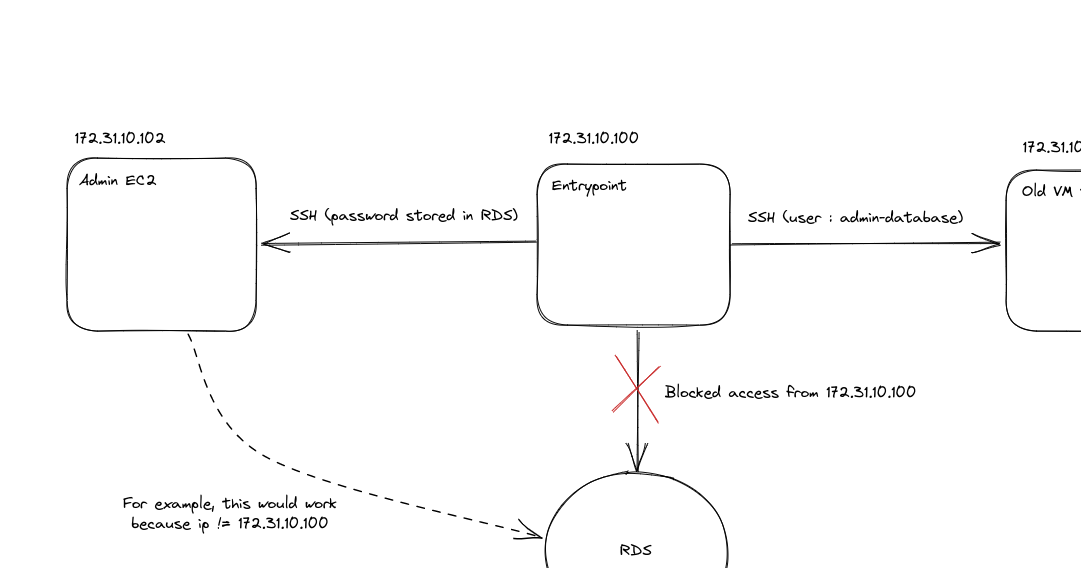 172.31.10.102
172.31.10.100
172.31.10
Admin EC2
Entrypoint
Old VM
SSH (password stored in RDS)
SSH (user : admin-database)
Blocked access from 172.31.10.100
For example, this would work
because ip != 172.31.10.100
RDS